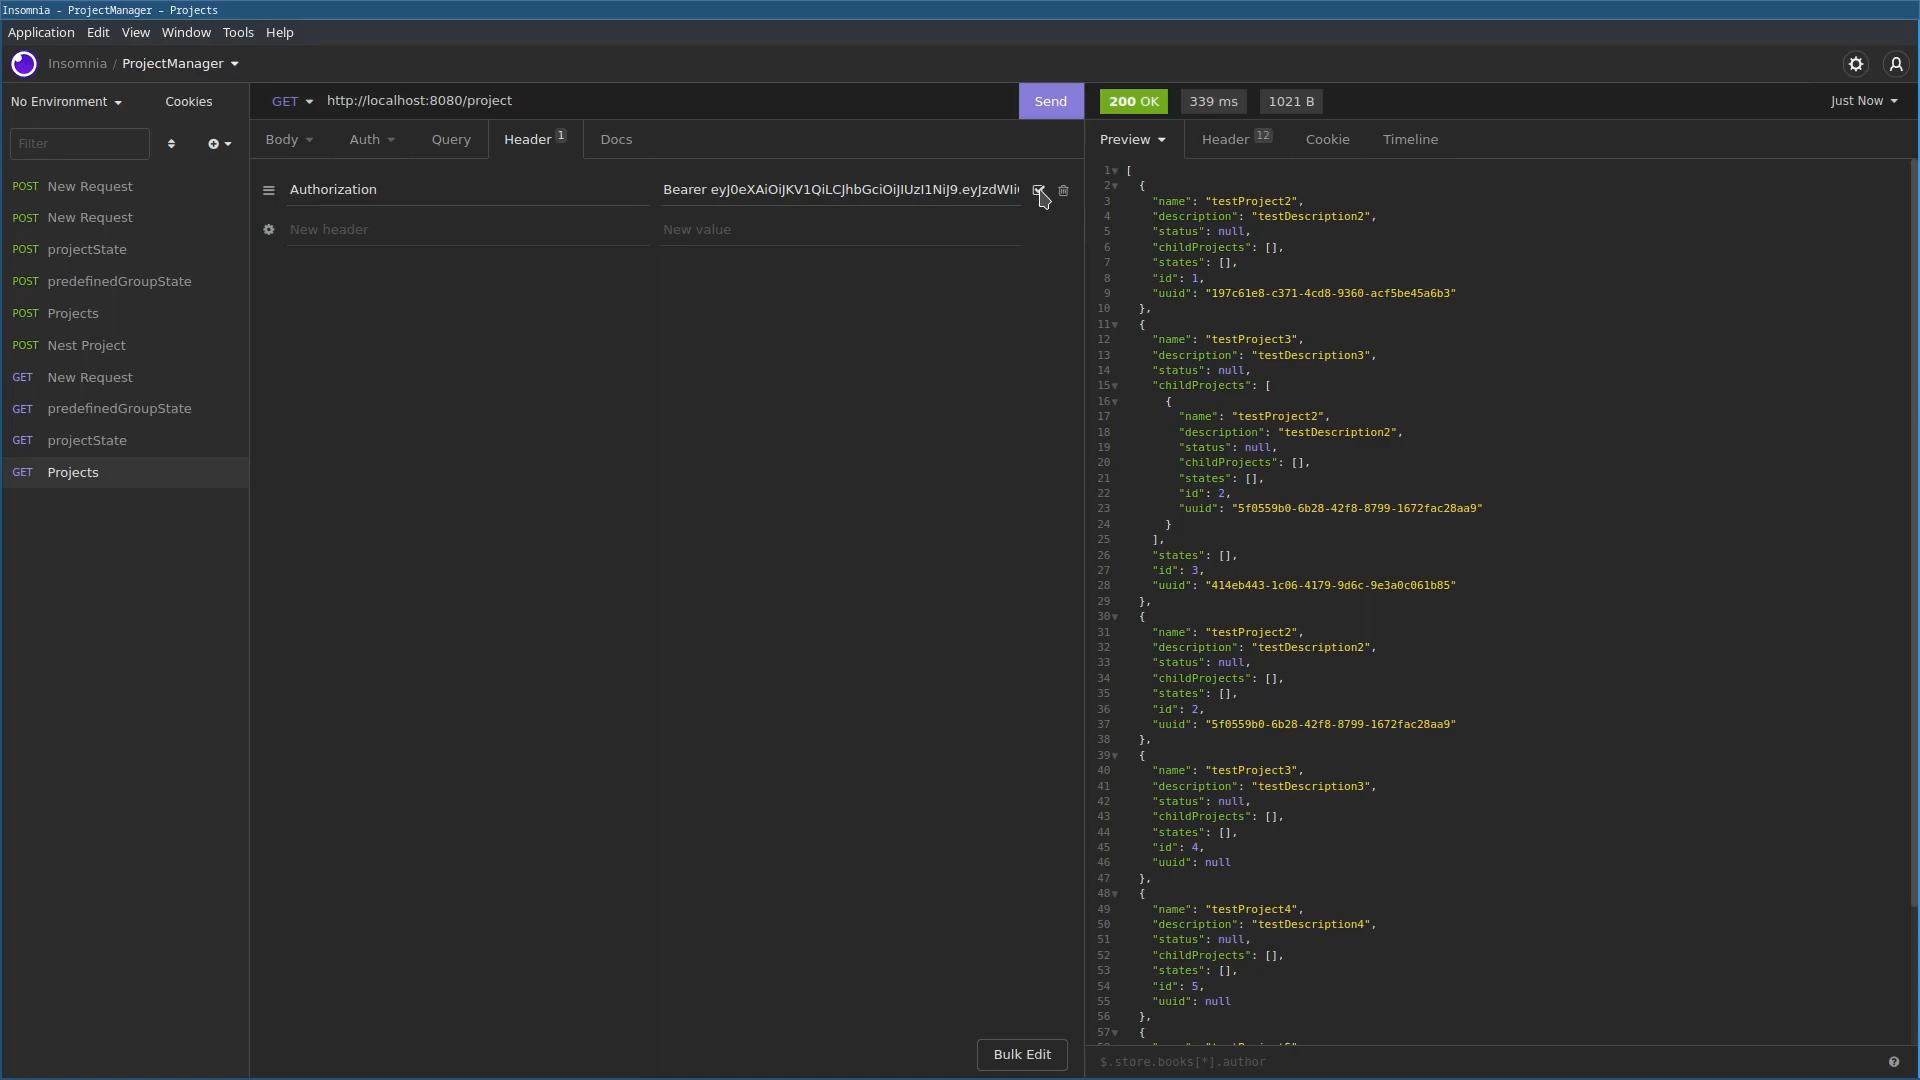 Insomnia - ProjectManager – Projects
Application Edit View Window Tools Help
Insomnia / ProjectManager
No Environment Cookies
Filter
POST New Request
POST New Request
POST projectState
POST predefinedGroupState
POST Projects
POST Nest Project
GET New Request
GET predefinedGroupState
GET projectState
GET Projects
GET http://localhost:8080/project Send
Body Auth Query Header 1 Docs
Authorization Bearer eyJ0eXAiOiJKV1QiLCJhbGciOiJIUzI1NiJ9.eyJzdWIi
New header New value
Bulk Edit
200 OK 339 ms 1021 B Just Now
Preview Header 12 Cookie Timeline
1 [
2 {
3 "name": "testProject2",
4 "description": "testDescription2",
5 "status": null,
6 "childProjects": [],
7 "states": [],
8 "id": 1,
9 "uuid": "197c61e8-c371-4cd8-9360-acf5be45a6b3"
10 },
11 {
12 "name": "testProject3",
13 "description": "testDescription3",
14 "status": null,
15 "childProjects": [
16 {
17 "name": "testProject2",
18 "description": "testDescription2",
19 "status": null,
20 "childProjects": [],
21 "states": [],
22 "id": 2,
23 "uuid": "5f0559b0-6b28-42f8-8799-1672fac28aa9"
24 }
25 ],
26 "states": [],
27 "id": 3,
28 "uuid": "414eb443-1c06-4179-9d6c-9e3a0c061b85"
29 },
30 {
31 "name": "testProject2",
32 "description": "testDescription2",
33 "status": null,
34 "childProjects": [],
35 "states": [],
36 "id": 2,
37 "uuid": "5f0559b0-6b28-42f8-8799-1672fac28aa9"
38 },
39 {
40 "name": "testProject3",
41 "description": "testDescription3",
42 "status": null,
43 "childProjects": [],
44 "states": [],
45 "id": 4,
46 "uuid": null
47 },
48 {
49 "name": "testProject4",
50 "description": "testDescription4",
51 "status": null,
52 "childProjects": [],
53 "states": [],
54 "id": 5,
55 "uuid": null
56 },
57 {
$.store.books[*].author